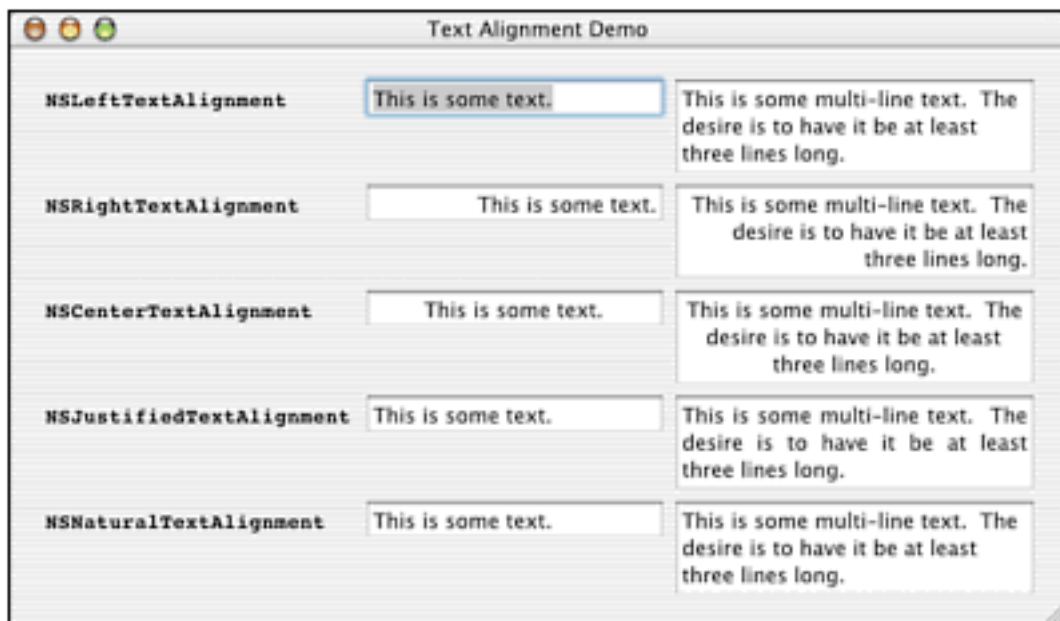 Text Alignment Demo
NSLeftTextAlignment
This is some text.
This is some multi-line text.  The
desire is to have it be at least
three lines long.
NSRightTextAlignment
This is some text.
This is some multi-line text.  The
desire is to have it be at least
three lines long.
NSCenterTextAlignment
This is some text.
This is some multi-line text.  The
desire is to have it be at least
three lines long.
NSJustifiedTextAlignment
This is some text.
This is some multi-line text.  The
desire is to have it be at least
three lines long.
NSNaturalTextAlignment
This is some text.
This is some multi-line text.  The
desire is to have it be at least
three lines long.